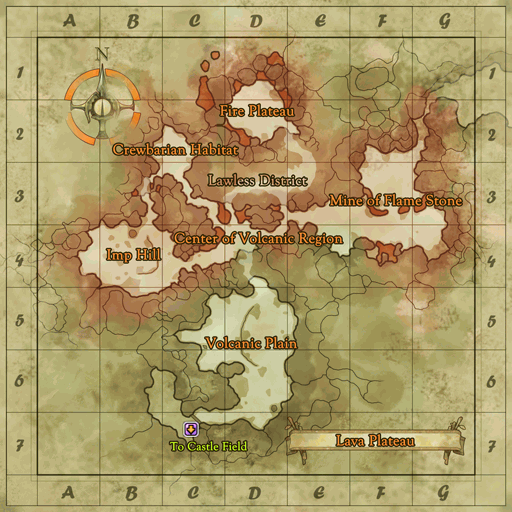 A B C D E F G
N
1 1
Fire Plateau
2 2
Crewbarian Habitat
Lawless District
3 3
Mine of Flame Stone
Center of Volcanic Region
4 4
Imp Hill
5 5
Volcanic Plain
6 6
To Castle Field
Lava Plateau
7 7
A B C D E F G